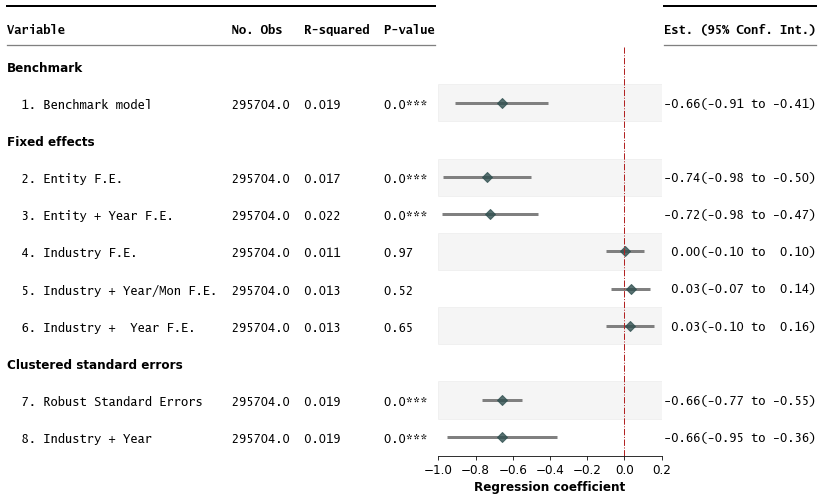 Variable No. Obs R-squared P-value Est. (95% Conf. Int.)
Benchmark
1. Benchmark model 295704.0 0.019 0.0*** -0.66(-0.91 to -0.41)
Fixed effects
2. Entity F.E. 295704.0 0.017 0.0*** -0.74(-0.98 to -0.50)
3. Entity + Year F.E. 295704.0 0.022 0.0*** -0.72(-0.98 to -0.47)
4. Industry F.E. 295704.0 0.011 0.97 0.00(-0.10 to 0.10)
5. Industry + Year/Mon F.E. 295704.0 0.013 0.52 0.03(-0.07 to 0.14)
6. Industry + Year F.E. 295704.0 0.013 0.65 0.03(-0.10 to 0.16)
Clustered standard errors
7. Robust Standard Errors 295704.0 0.019 0.0*** -0.66(-0.77 to -0.55)
8. Industry + Year 295704.0 0.019 0.0*** -0.66(-0.95 to -0.36)
−1.0 −0.8 −0.6 −0.4 −0.2 0.0 0.2
Regression coefficient